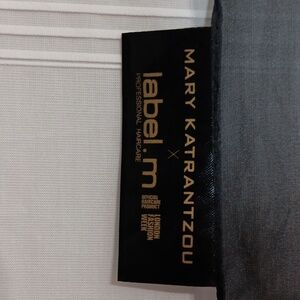 MARY KATRANTZOU
X
label.m
PROFESSIONAL HAIRCARE
OFFICIAL
HAIRCARE
PRODUCT
LONDON
FASHION
WEEK